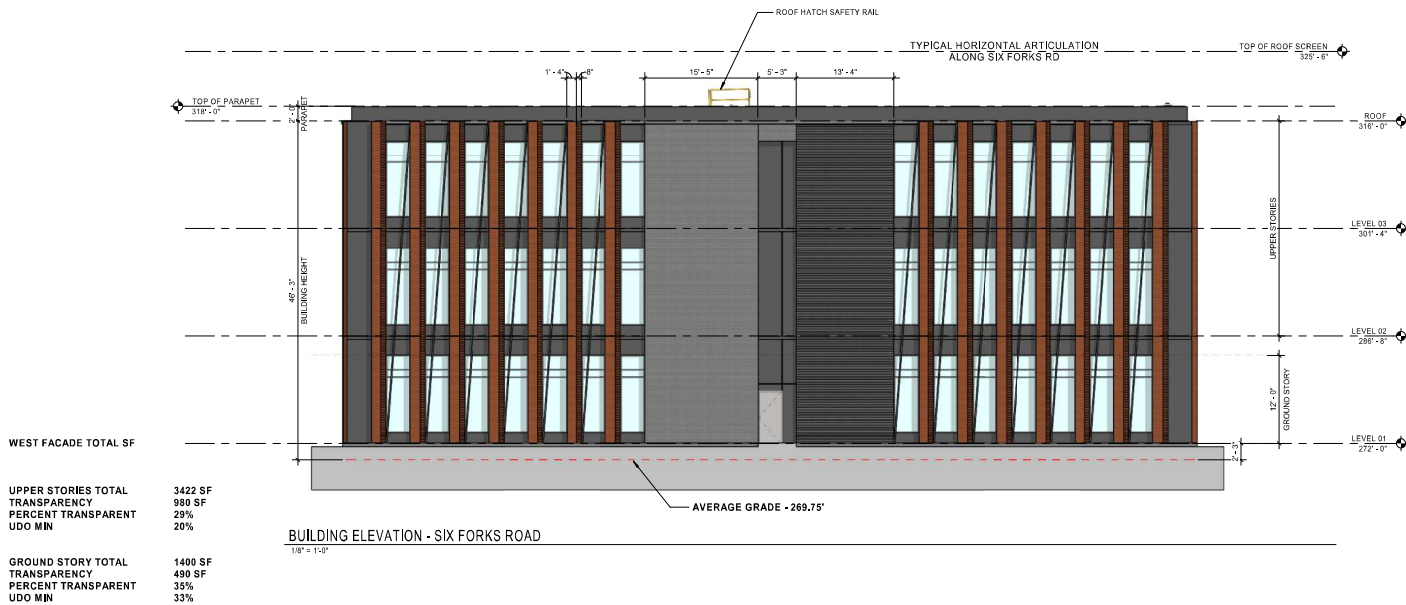 ROOF HATCH SAFETY RAIL
TYPICAL HORIZONTAL ARTICULATION
ALONG SIX FORKS RD
TOP OF ROOF SCREEN
325' - 6"
1' - 4"
8"
15' - 5"
5' - 3"
13' - 4"
TOP OF PARAPET
318' - 0"
2' - 0"
PARAPET
ROOF
316' - 0"
UPPER STORIES
LEVEL 03
301' - 4"
46' - 3"
BUILDING HEIGHT
LEVEL 02
286' - 8"
12' - 0"
GROUND STORY
LEVEL 01
272' - 0"
2' - 3"
AVERAGE GRADE - 269.75'
WEST FACADE TOTAL SF
UPPER STORIES TOTAL 3422 SF
TRANSPARENCY 980 SF
PERCENT TRANSPARENT 29%
UDO MIN 20%
GROUND STORY TOTAL 1400 SF
TRANSPARENCY 490 SF
PERCENT TRANSPARENT 35%
UDO MIN 33%
BUILDING ELEVATION - SIX FORKS ROAD
1/8" = 1'-0"